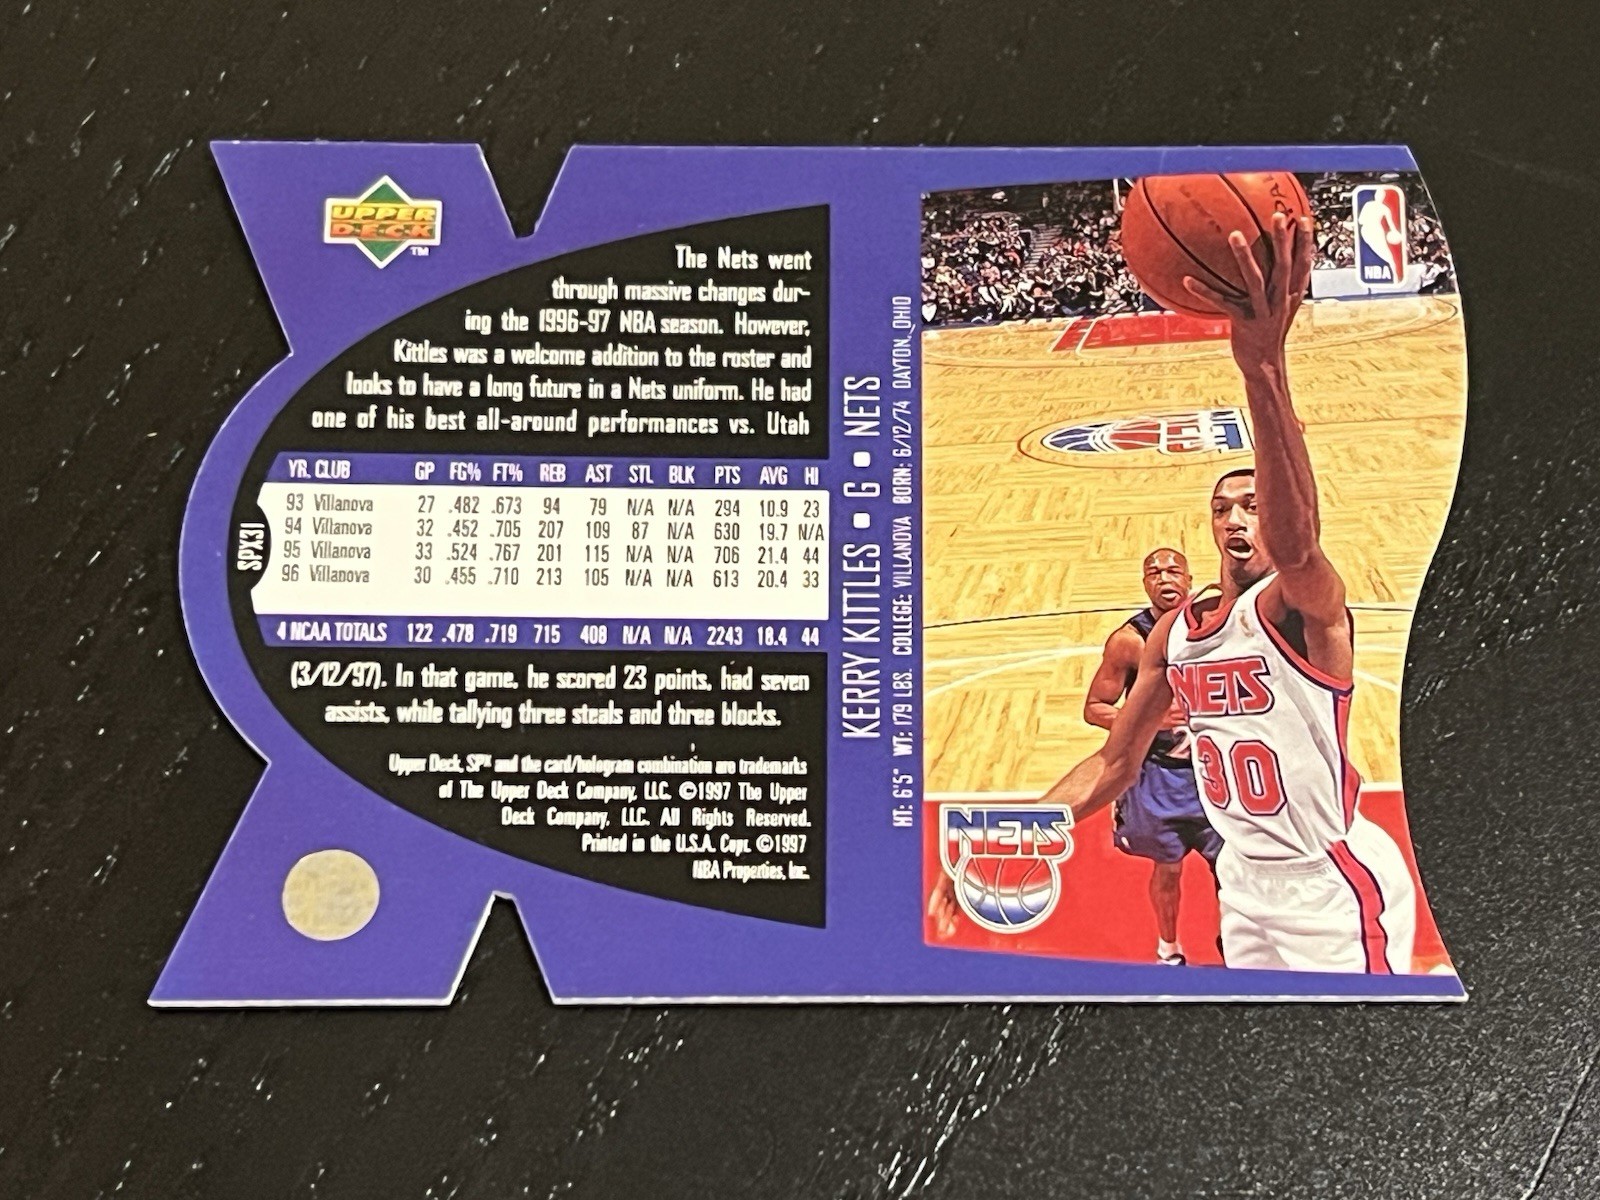 UPPER
D·E·C·K
TM
The Nets went
through massive changes dur-
ing the 1996-97 NBA season. However,
Kittles was a welcome addition to the roster and
looks to have a long future in a Nets uniform. He had
one of his best all-around performances vs. Utah
YR. CLUB GP FG% FT% REB AST STL BLK PTS AVG HI
93 Villanova 27 .482 .673 94 79 N/A N/A 294 10.9 23
94 Villanova 32 .452 .705 207 109 87 N/A 630 19.7 N/A
95 Villanova 33 .524 .767 201 115 N/A N/A 706 21.4 44
96 Villanova 30 .455 .710 213 105 N/A N/A 613 20.4 33
4 NCAA TOTALS 122 .478 .719 715 408 N/A N/A 2243 18.4 44
SPX31
(3/12/97). In that game, he scored 23 points, had seven
assists, while tallying three steals and three blocks.
Upper Deck, SPx and the card/hologram combination are trademarks
of The Upper Deck Company, LLC. ©1997 The Upper
Deck Company, LLC. All Rights Reserved.
Printed in the U.S.A. Copr. ©1997
NBA Properties, Inc.
KERRY KITTLES • G • NETS
HT: 6'5" WT: 179 LBS. COLLEGE: VILLANOVA BORN: 6/12/74 DAYTON, OHIO
NBA
NETS
30
NETS